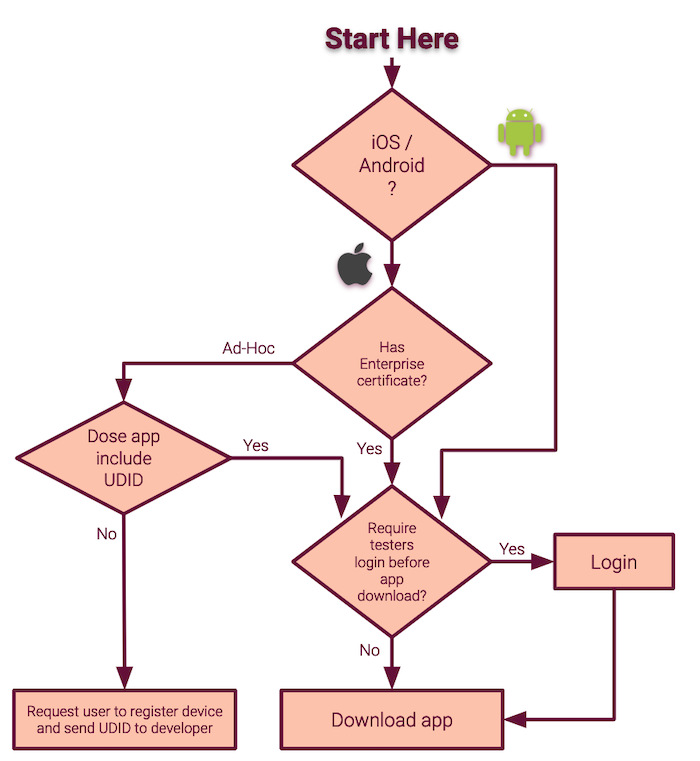 Start Here
iOS /
Android
?
Has
Enterprise
certificate?
Ad-Hoc
Dose app
include
UDID
Yes
Yes
No
Require
testers
login before
app
download?
Yes
Login
No
Request user to register device
and send UDID to developer
Download app